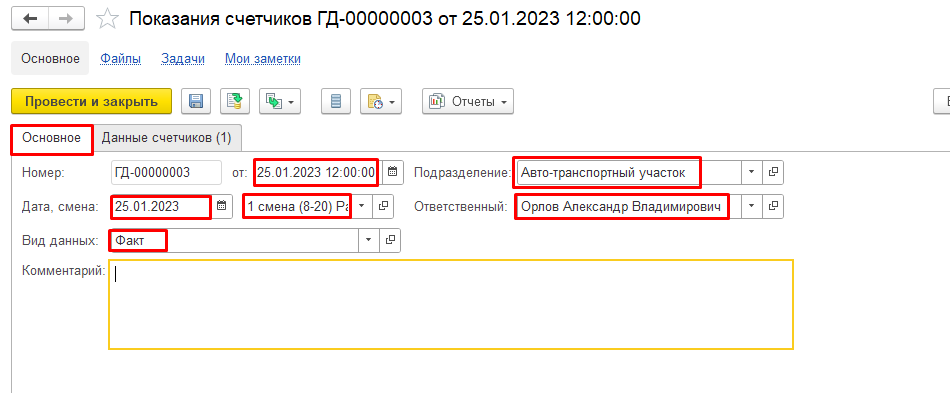 Показания счетчиков ГД-00000003 от 25.01.2023 12:00:00
Основное Файлы Задачи Мои заметки
Провести и закрыть Отчеты
Основное Данные счетчиков (1)
Номер: ГД-00000003 от: 25.01.2023 12:00:00 Подразделение: Авто-транспортный участок
Дата, смена: 25.01.2023 1 смена (8-20) Ра Ответственный: Орлов Александр Владимирович
Вид данных: Факт
Комментарий: